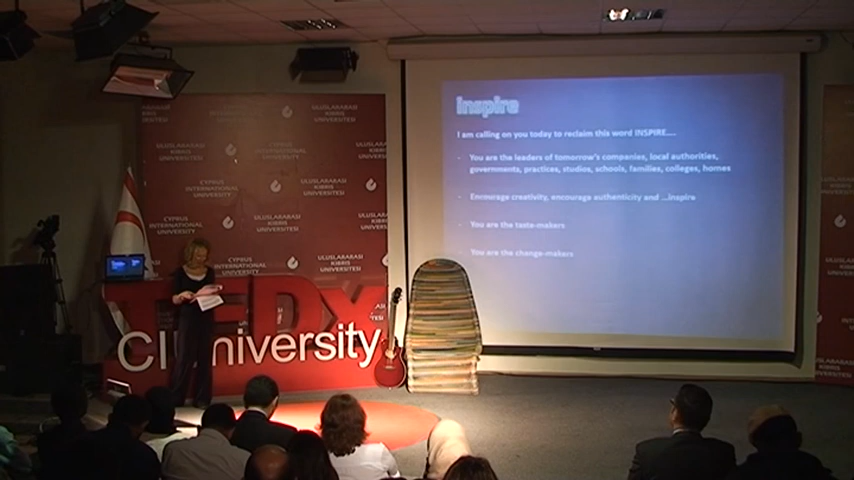 inspire
I am calling on you today to reclaim this word INSPIRE....
- You are the leaders of tomorrow's companies, local authorities,
governments, practices, studios, schools, families, colleges, homes
- Encourage creativity, encourage authenticity and ...inspire
- You are the taste-makers
- You are the change-makers
ULUSLARARASI
KIBRIS
ÜNİVERSİTESİ
CYPRUS
INTERNATIONAL
UNIVERSITY
TEDx
CIUniversity